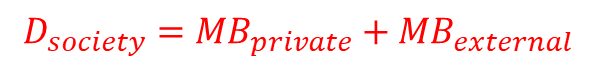 D_society = MB_private + MB_external